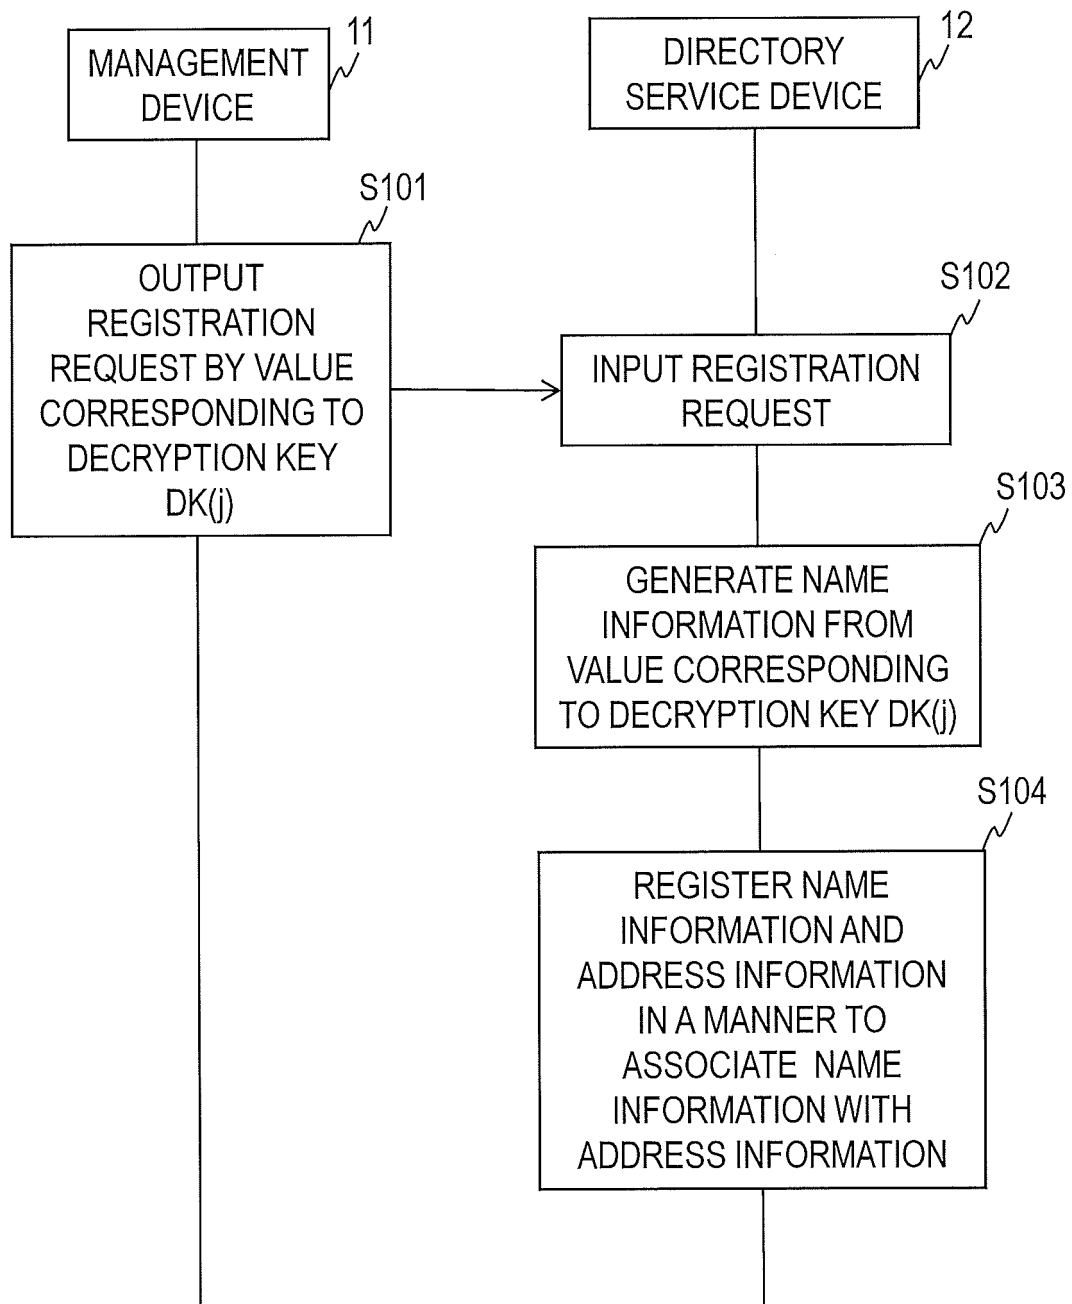 11
MANAGEMENT
DEVICE
12
DIRECTORY
SERVICE DEVICE
S101
OUTPUT
REGISTRATION
REQUEST BY VALUE
CORRESPONDING TO
DECRYPTION KEY
DK(j)
S102
INPUT REGISTRATION
REQUEST
S103
GENERATE NAME
INFORMATION FROM
VALUE CORRESPONDING
TO DECRYPTION KEY DK(j)
S104
REGISTER NAME
INFORMATION AND
ADDRESS INFORMATION
IN A MANNER TO
ASSOCIATE NAME
INFORMATION WITH
ADDRESS INFORMATION